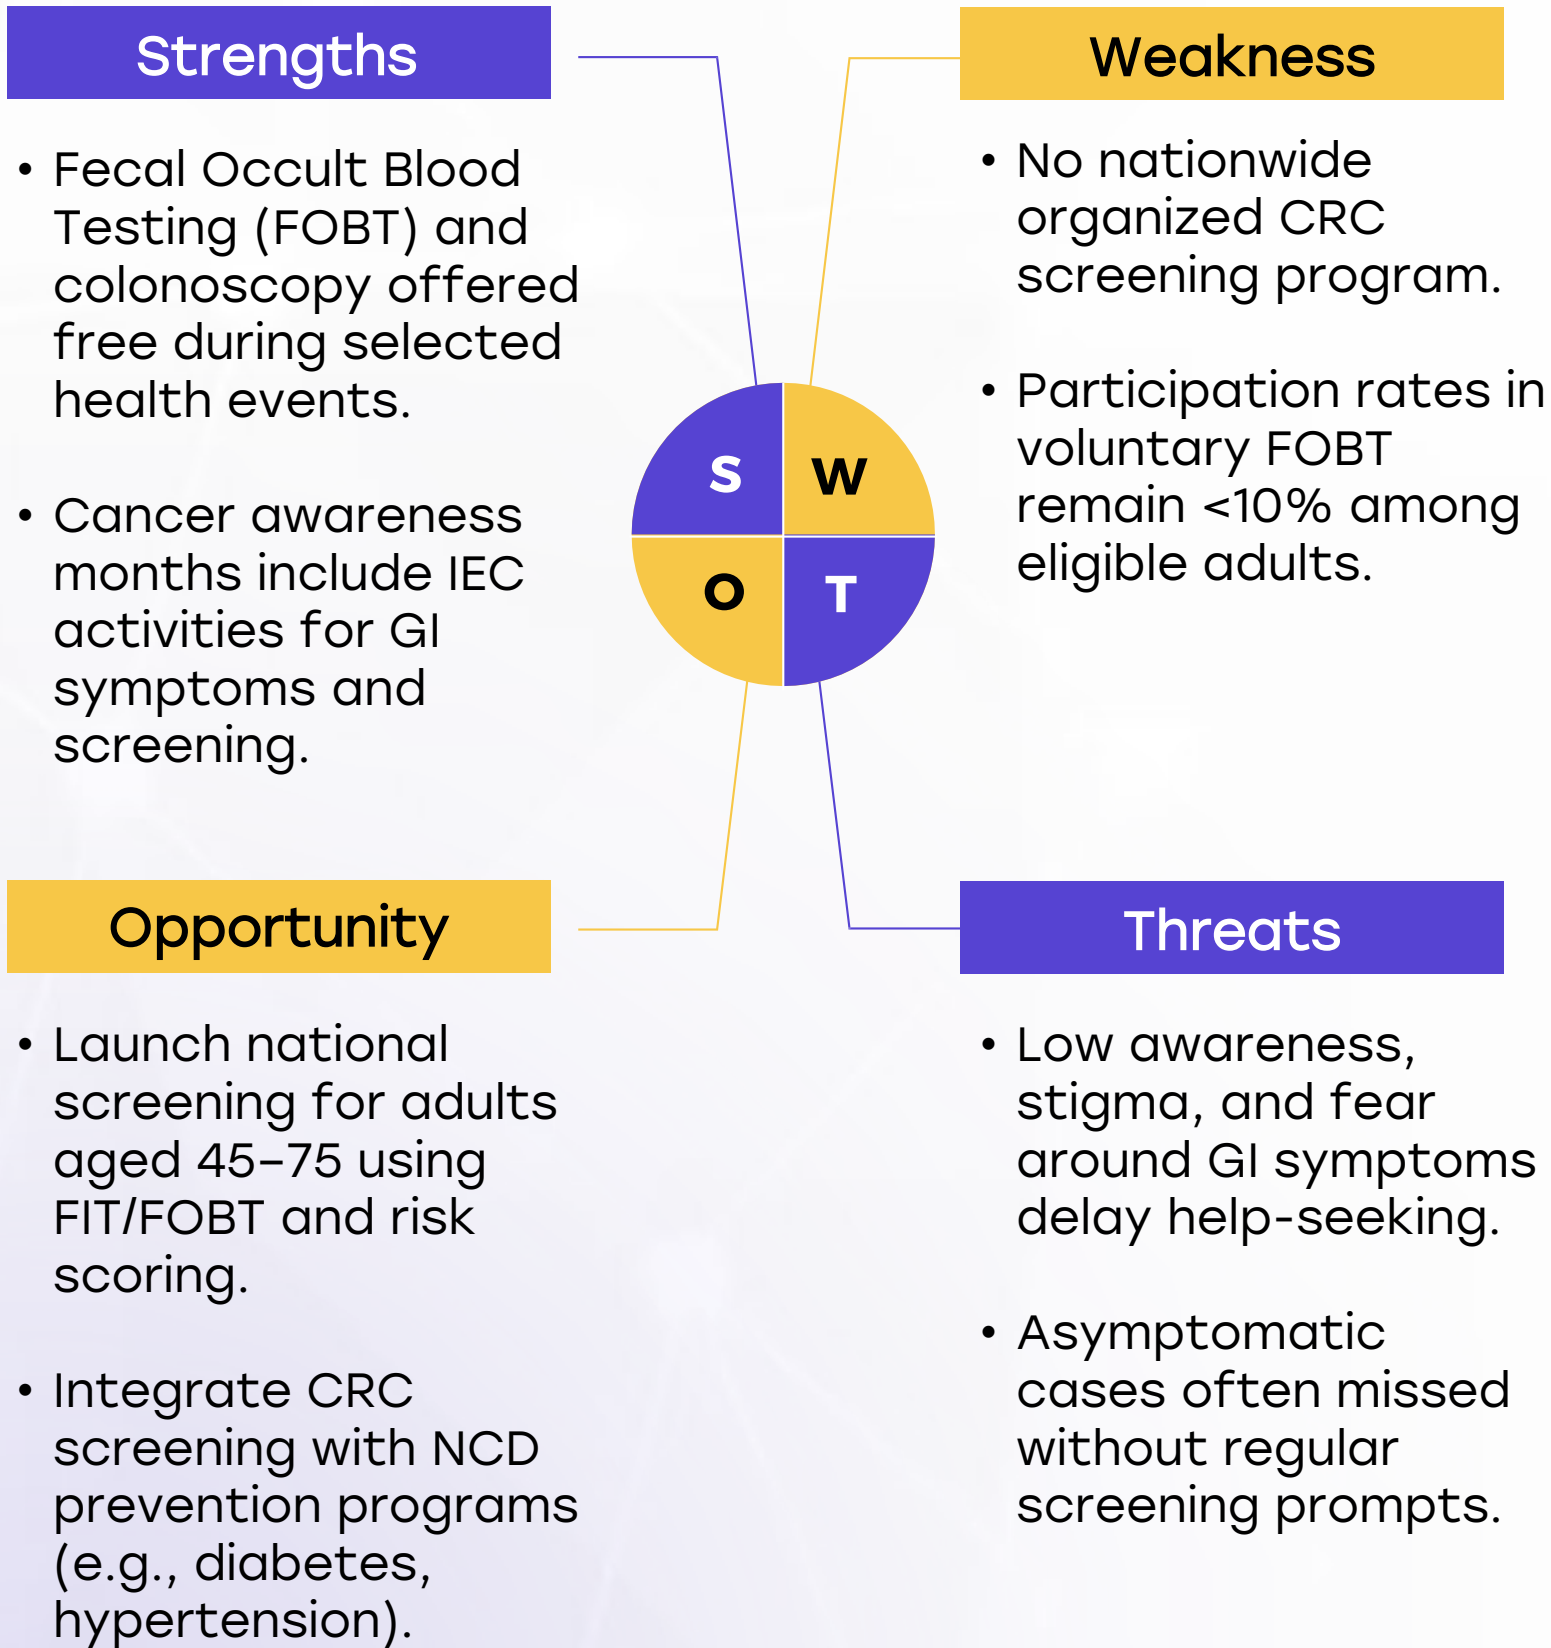 Strengths
• Fecal Occult Blood
Testing (FOBT) and
colonoscopy offered
free during selected
health events.
• Cancer awareness
months include IEC
activities for GI
symptoms and
screening.
Weakness
• No nationwide
organized CRC
screening program.
• Participation rates in
voluntary FOBT
remain <10% among
eligible adults.
S
W
O
T
Opportunity
• Launch national
screening for adults
aged 45–75 using
FIT/FOBT and risk
scoring.
• Integrate CRC
screening with NCD
prevention programs
(e.g., diabetes,
hypertension).
Threats
• Low awareness,
stigma, and fear
around GI symptoms
delay help-seeking.
• Asymptomatic
cases often missed
without regular
screening prompts.